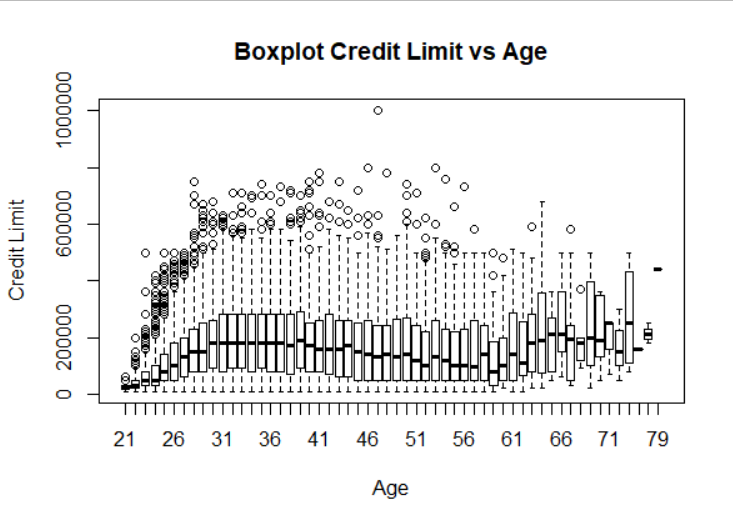 Boxplot Credit Limit vs Age
Credit Limit
1000000
600000
200000
0
21 26 31 36 41 46 51 56 61 66 71 79
Age